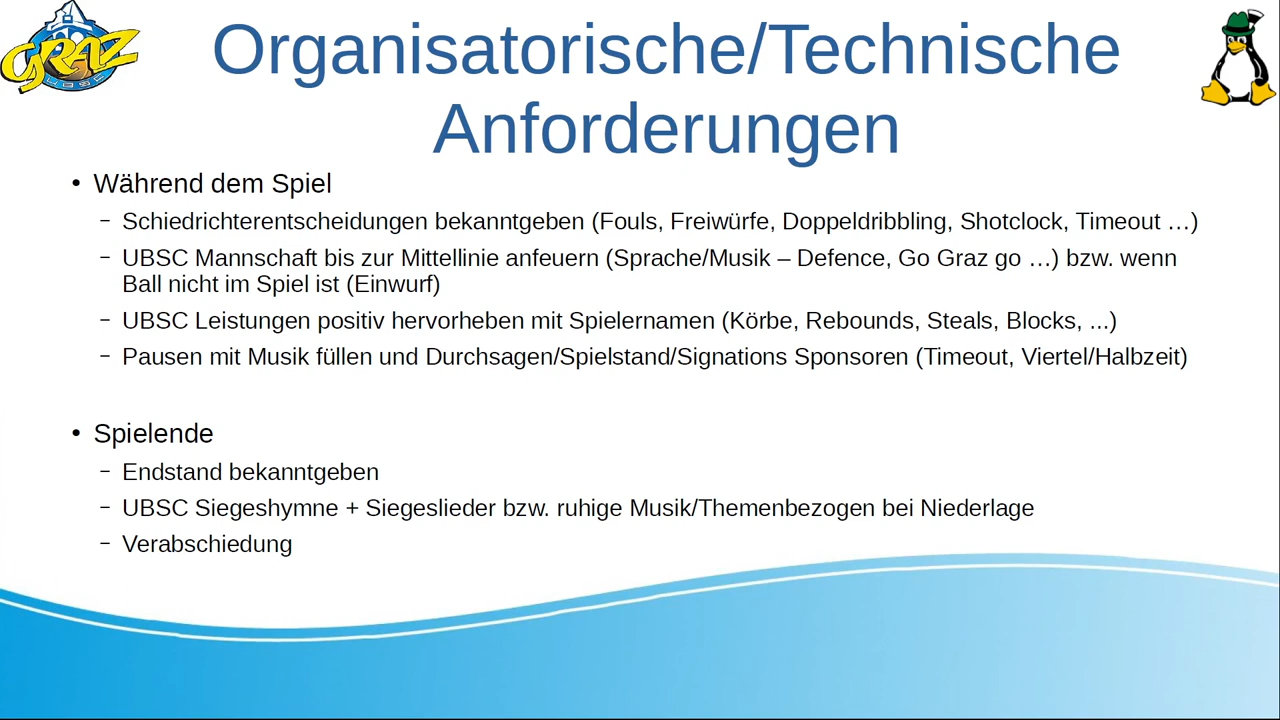 GRAZ
UBSC
Organisatorische/Technische
Anforderungen
• Während dem Spiel
– Schiedrichterentscheidungen bekanntgeben (Fouls, Freiwürfe, Doppeldribbling, Shotclock, Timeout …)
– UBSC Mannschaft bis zur Mittellinie anfeuern (Sprache/Musik – Defence, Go Graz go …) bzw. wenn
Ball nicht im Spiel ist (Einwurf)
– UBSC Leistungen positiv hervorheben mit Spielernamen (Körbe, Rebounds, Steals, Blocks, ...)
– Pausen mit Musik füllen und Durchsagen/Spielstand/Signations Sponsoren (Timeout, Viertel/Halbzeit)
• Spielende
– Endstand bekanntgeben
– UBSC Siegeshymne + Siegeslieder bzw. ruhige Musik/Themenbezogen bei Niederlage
– Verabschiedung